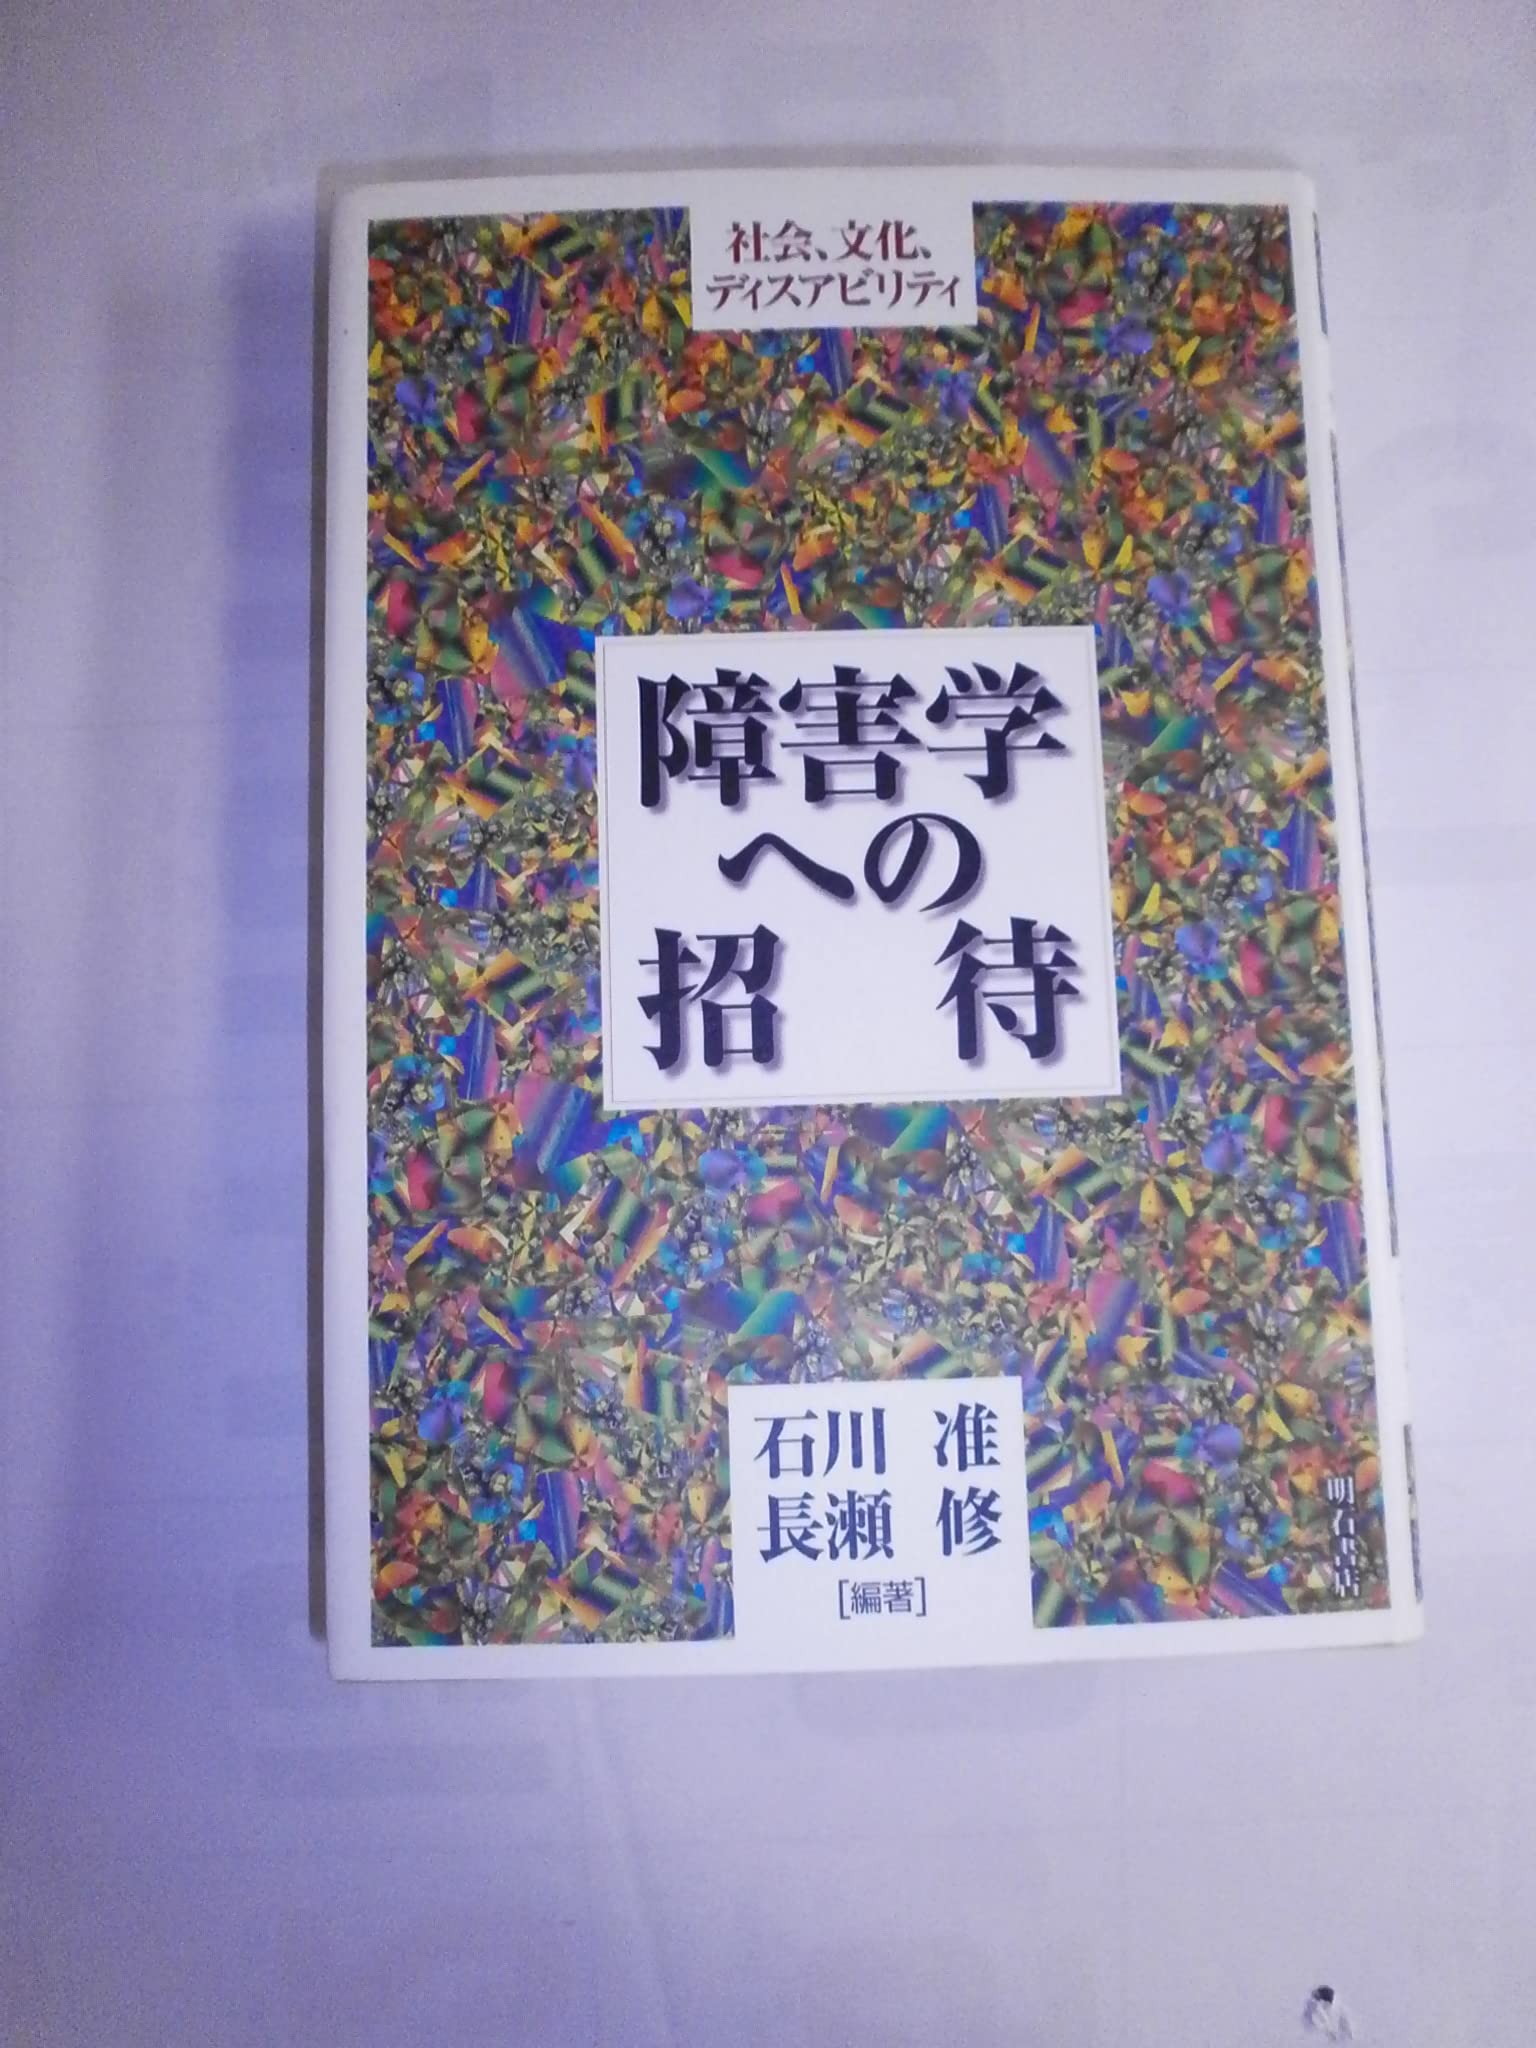 社会、文化、
ディスアビリティ
障害学
への
招 待
石川 准
長瀬 修
[編著]
明石書店